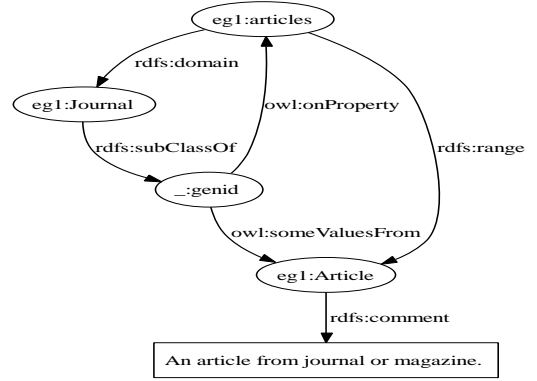 eg1:articles
rdfs:domain
eg1:Journal
owl:onProperty
rdfs:subClassOf
rdfs:range
_:genid
owl:someValuesFrom
eg1:Article
rdfs:comment
An article from journal or magazine.